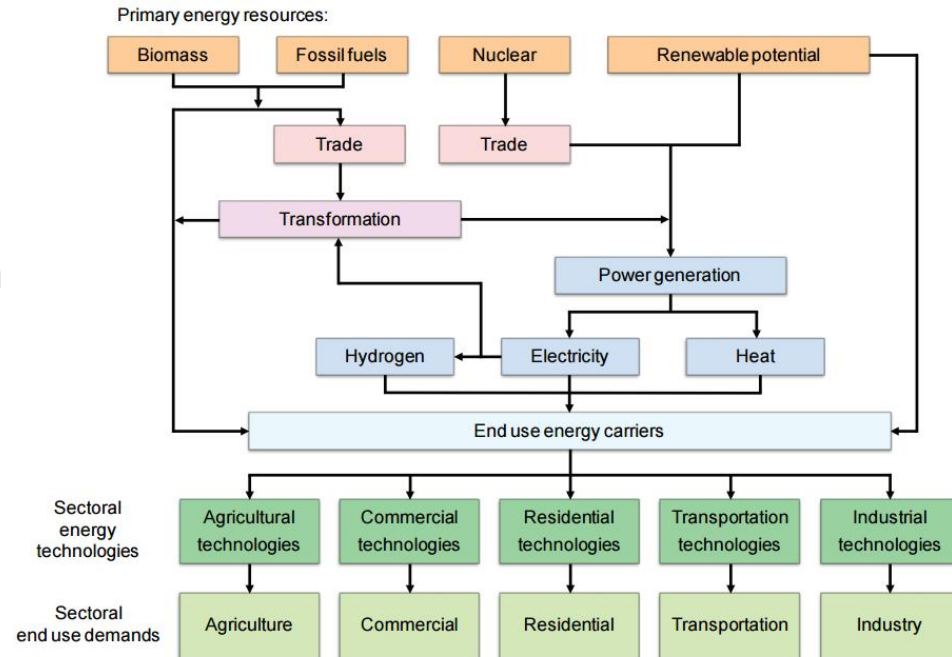 Primary energy resources:
Biomass
Fossil fuels
Nuclear
Renewable potential
Trade
Trade
Transformation
Power generation
Hydrogen
Electricity
Heat
End use energy carriers
Sectoral
energy
technologies
Agricultural
technologies
Commercial
technologies
Residential
technologies
Transportation
technologies
Industrial
technologies
Sectoral
end use demands
Agriculture
Commercial
Residential
Transportation
Industry